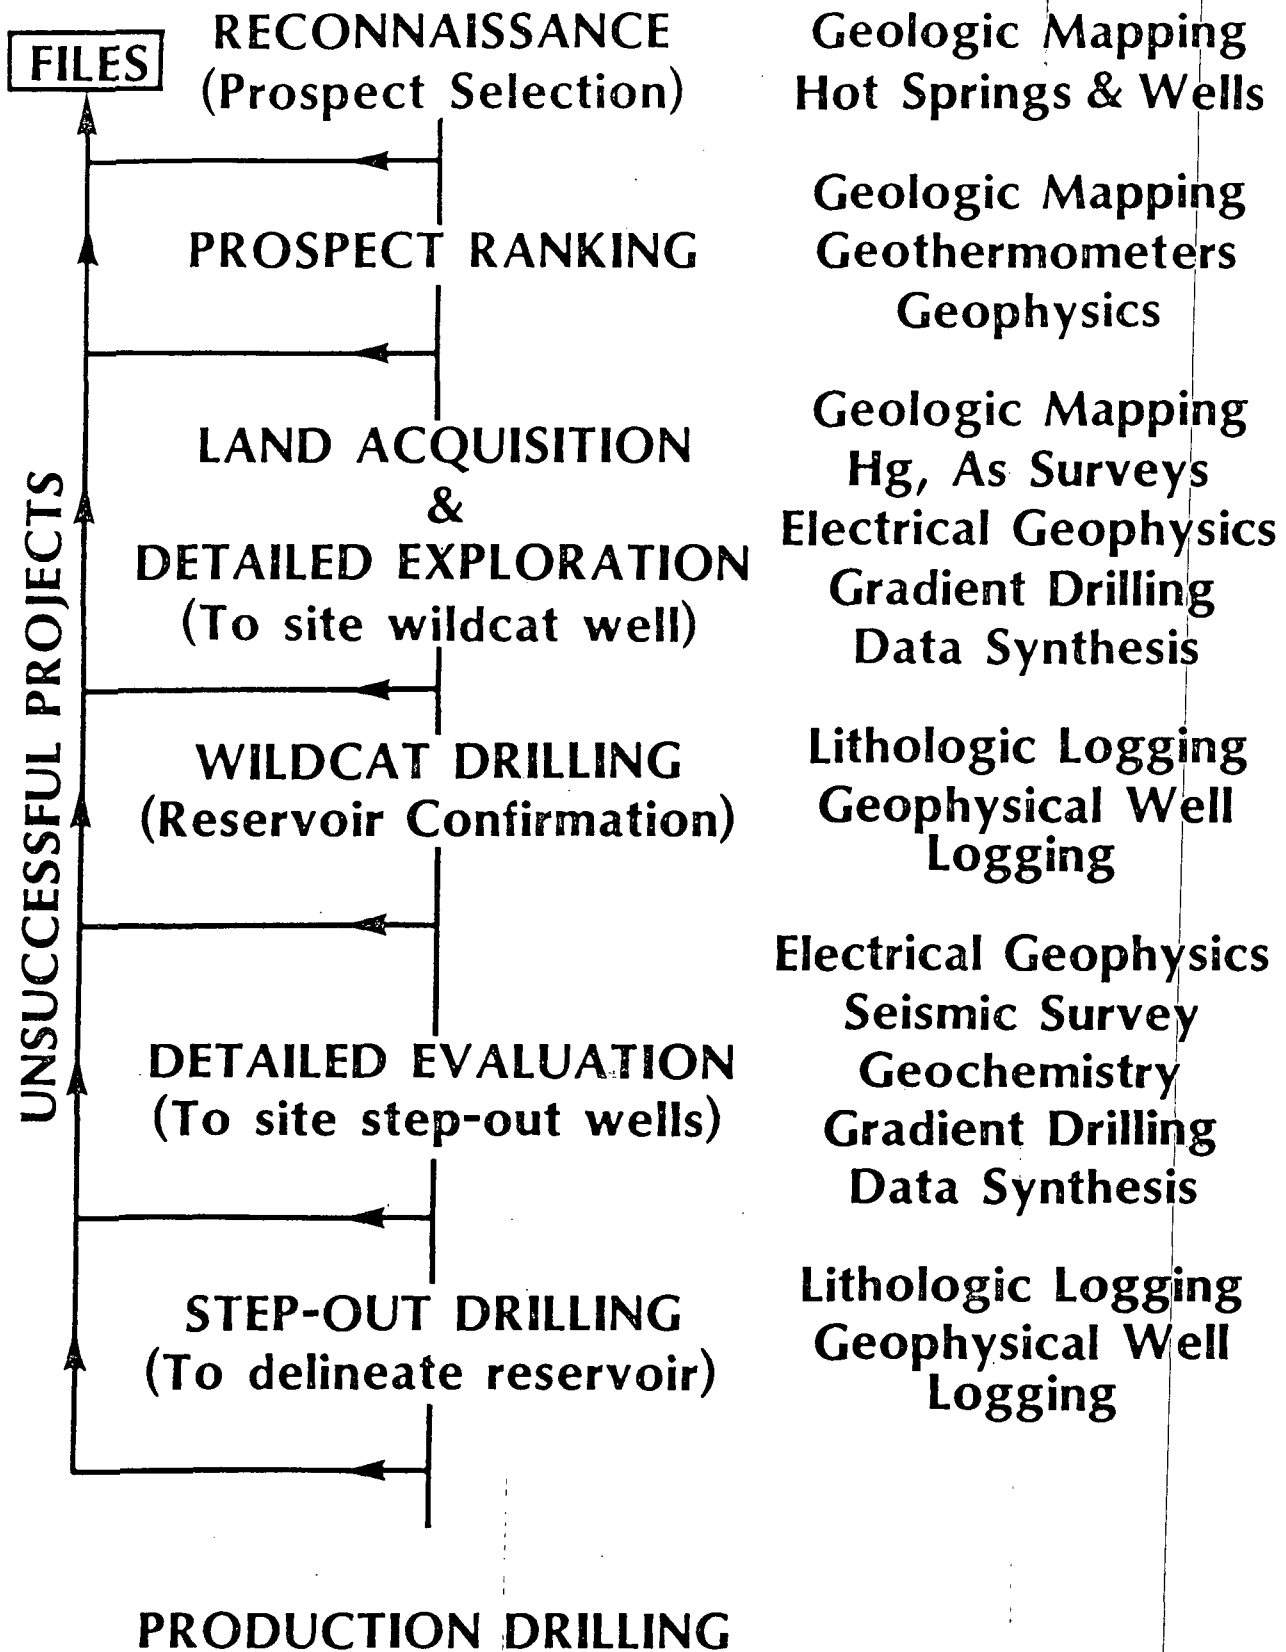 FILES
RECONNAISSANCE
(Prospect Selection)
Geologic Mapping
Hot Springs & Wells
PROSPECT RANKING
Geologic Mapping
Geothermometers
Geophysics
LAND ACQUISITION
&
DETAILED EXPLORATION
(To site wildcat well)
Geologic Mapping
Hg, As Surveys
Electrical Geophysics
Gradient Drilling
Data Synthesis
WILDCAT DRILLING
(Reservoir Confirmation)
Lithologic Logging
Geophysical Well
Logging
DETAILED EVALUATION
(To site step-out wells)
Electrical Geophysics
Seismic Survey
Geochemistry
Gradient Drilling
Data Synthesis
STEP-OUT DRILLING
(To delineate reservoir)
Lithologic Logging
Geophysical Well
Logging
PRODUCTION DRILLING
UNSUCCESSFUL PROJECTS